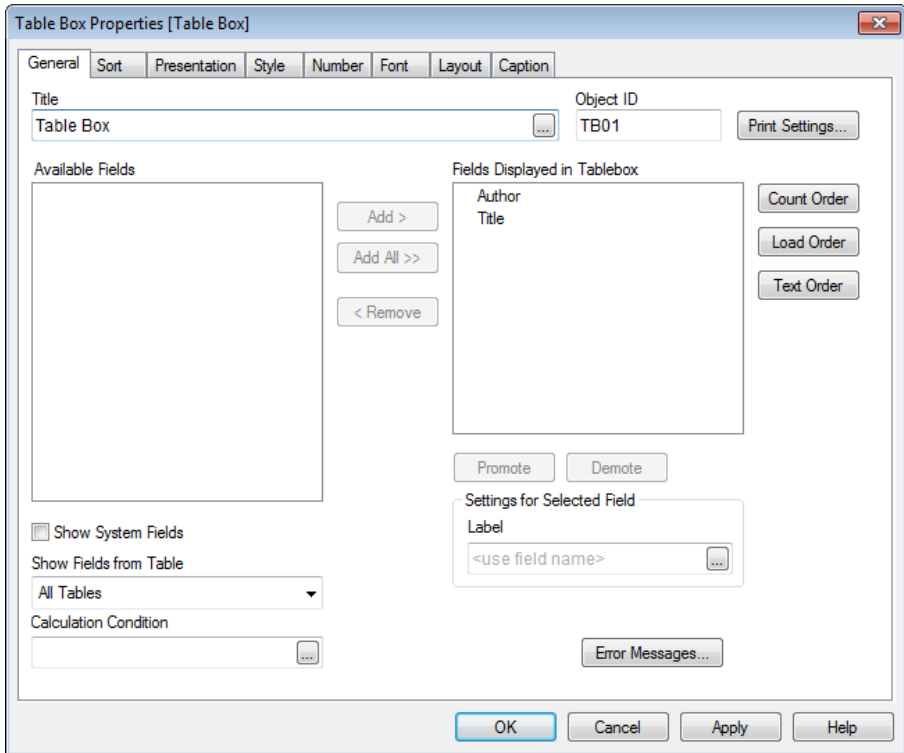 Table Box Properties [Table Box]
General Sort Presentation Style Number Font Layout Caption
Title Object ID
Table Box ... TB01 Print Settings...
Available Fields Fields Displayed in Tablebox
Author
Title
Add >
Add All >>
< Remove
Count Order
Load Order
Text Order
Promote Demote
Settings for Selected Field
Label
<use field name> ...
Show System Fields
Show Fields from Table
All Tables
Calculation Condition
...
Error Messages...
OK Cancel Apply Help